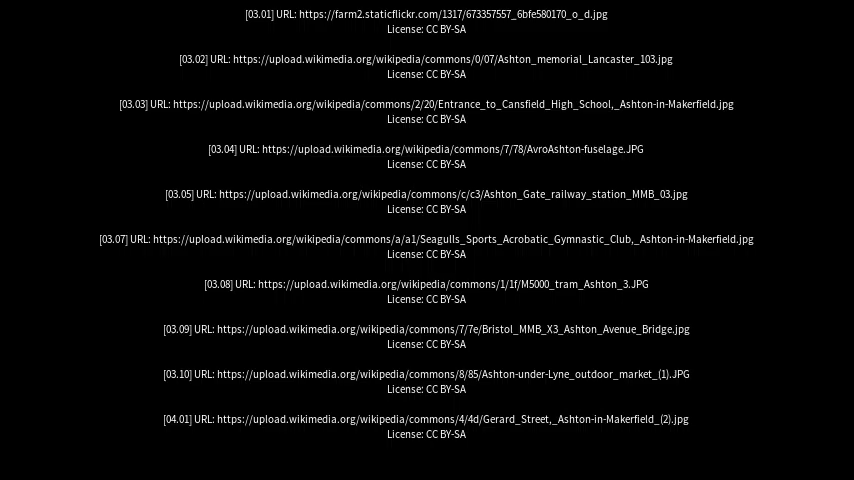 [03.01] URL: https://farm2.staticflickr.com/1317/673357557_6bfe580170_o_d.jpg
License: CC BY-SA
[03.02] URL: https://upload.wikimedia.org/wikipedia/commons/0/07/Ashton_memorial_Lancaster_103.jpg
License: CC BY-SA
[03.03] URL: https://upload.wikimedia.org/wikipedia/commons/2/20/Entrance_to_Cansfield_High_School,_Ashton-in-Makerfield.jpg
License: CC BY-SA
[03.04] URL: https://upload.wikimedia.org/wikipedia/commons/7/78/AvroAshton-fuselage.JPG
License: CC BY-SA
[03.05] URL: https://upload.wikimedia.org/wikipedia/commons/c/c3/Ashton_Gate_railway_station_MMB_03.jpg
License: CC BY-SA
[03.07] URL: https://upload.wikimedia.org/wikipedia/commons/a/a1/Seagulls_Sports_Acrobatic_Gymnastic_Club,_Ashton-in-Makerfield.jpg
License: CC BY-SA
[03.08] URL: https://upload.wikimedia.org/wikipedia/commons/1/1f/M5000_tram_Ashton_3.JPG
License: CC BY-SA
[03.09] URL: https://upload.wikimedia.org/wikipedia/commons/7/7e/Bristol_MMB_X3_Ashton_Avenue_Bridge.jpg
License: CC BY-SA
[03.10] URL: https://upload.wikimedia.org/wikipedia/commons/8/85/Ashton-under-Lyne_outdoor_market_(1).JPG
License: CC BY-SA
[04.01] URL: https://upload.wikimedia.org/wikipedia/commons/4/4d/Gerard_Street,_Ashton-in-Makerfield_(2).jpg
License: CC BY-SA